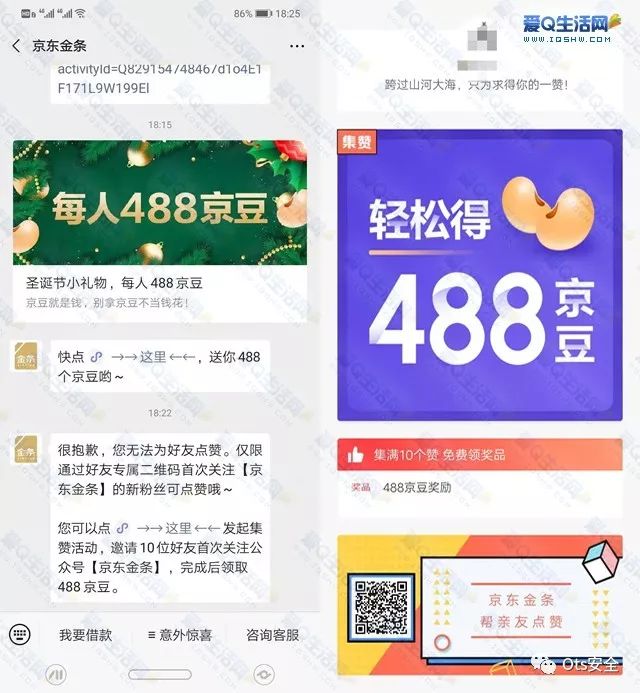 86% 18:25
京东金条
activityId=Q829154748467d1o4E1
F171L9W199EI
18:15
每人488京豆
圣诞节小礼物，每人 488 京豆
京豆就是钱，别拿京豆不当钱花！
金条
快点 →→这里 ←←，送你 488
个京豆哟～
18:22
金条
很抱歉，您无法为好友点赞。仅限
通过好友专属二维码首次关注【京
东金条】的新粉丝可点赞哦～
您可以点 →→这里 ←←发起集
赞活动，邀请 10 位好友首次关注公
众号【京东金条】，完成后领取
488 京豆。
我要借款
≡ 意外惊喜
咨询客服
爱Q生活网
www.iqshw.com
跨过山河大海，只为求得你的一赞！
集赞
轻松得
488京豆
集满10个赞 免费领奖品
奖品 488京豆奖励
京东金条
帮亲友点赞
Ots安全